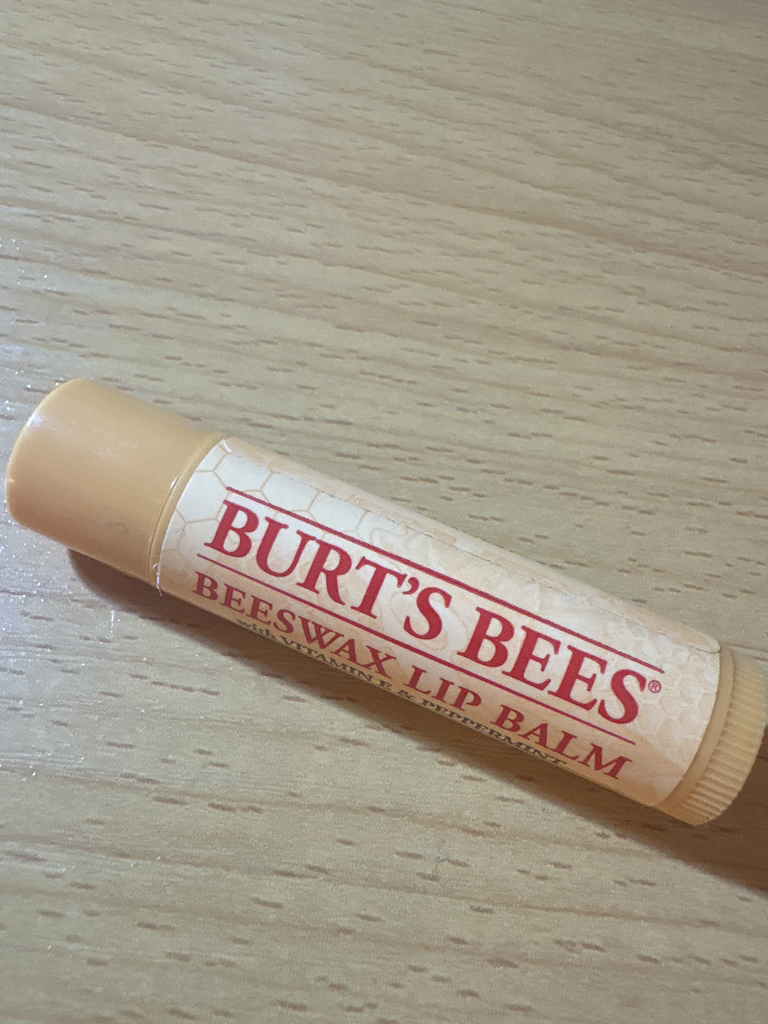 BURT'S BEES®
BEESWAX LIP BALM
with VITAMIN E & PEPPERMINT